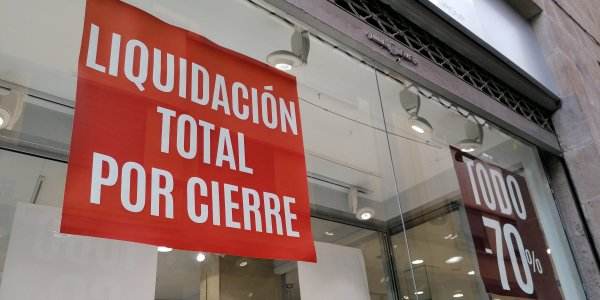 LIQUIDACIÓN
TOTAL
POR CIERRE
TODO
-70%